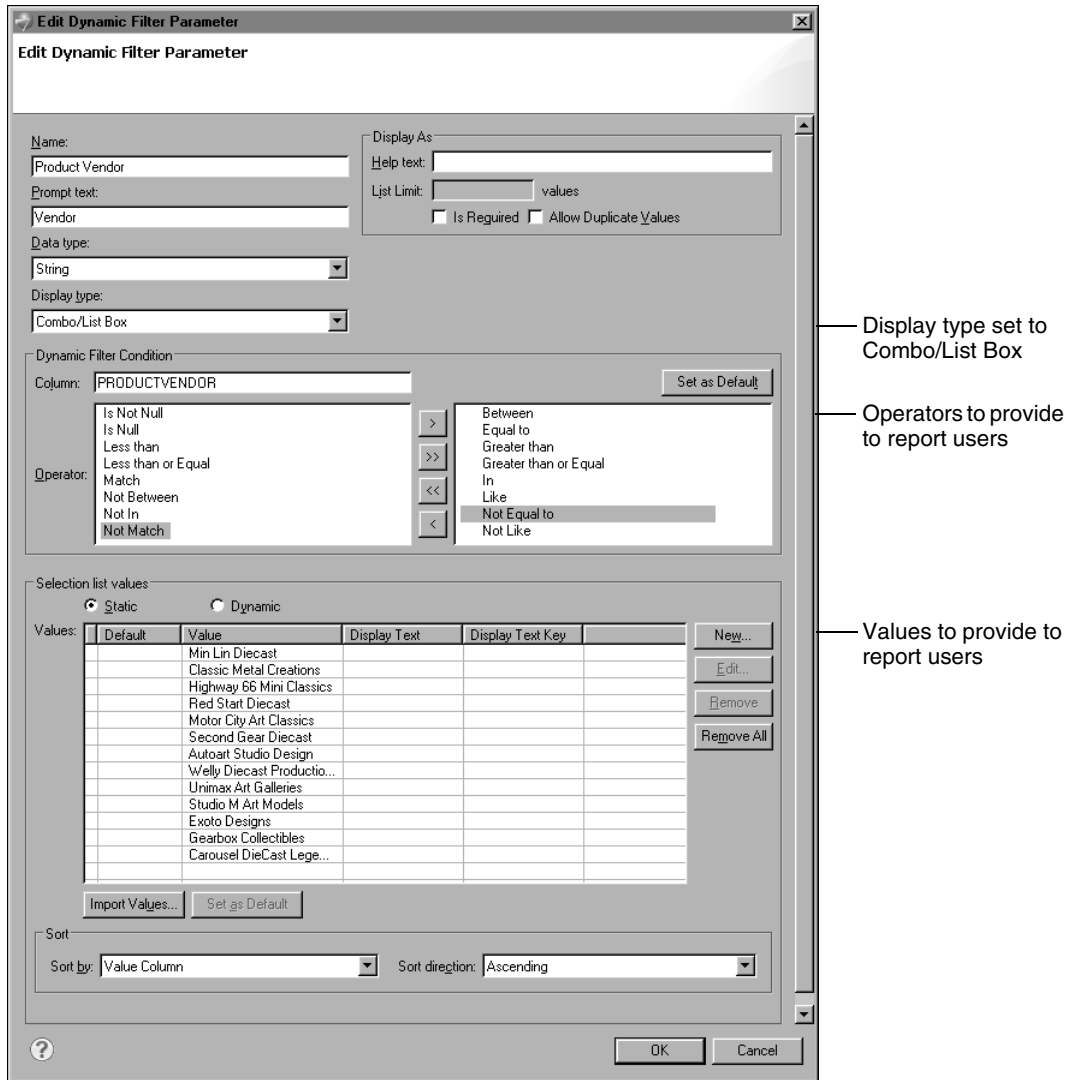 Edit Dynamic Filter Parameter
Edit Dynamic Filter Parameter
Name:
Product Vendor
Prompt text:
Vendor
Data type:
String
Display type:
Combo/List Box
Display As
Help text:
List Limit:
values
Is Required
Allow Duplicate Values
Dynamic Filter Condition
Column:
PRODUCTVENDOR
Set as Default
Operator:
Is Not Null
Is Null
Less than
Less than or Equal
Match
Not Between
Not In
Not Match
>
>>
<<
<
Between
Equal to
Greater than
Greater than or Equal
In
Like
Not Equal to
Not Like
Selection list values
Static
Dynamic
Values:
Default
Value
Display Text
Display Text Key
Min Lin Diecast
Classic Metal Creations
Highway 66 Mini Classics
Red Start Diecast
Motor City Art Classics
Second Gear Diecast
Autoart Studio Design
Welly Diecast Productio...
Unimax Art Galleries
Studio M Art Models
Exoto Designs
Gearbox Collectibles
Carousel DieCast Lege...
New...
Edit...
Remove
Remove All
Import Values...
Set as Default
Sort
Sort by:
Value Column
Sort direction:
Ascending
?
OK
Cancel
Display type set to
Combo/List Box
Operators to provide
to report users
Values to provide to
report users